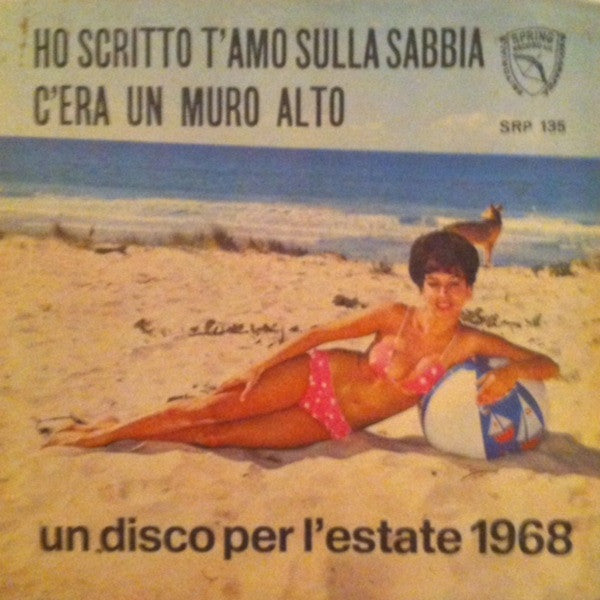 HO SCRITTO T'AMO SULLA SABBIA
C'ERA UN MURO ALTO
SPRING
SRP 135
un disco per l'estate 1968